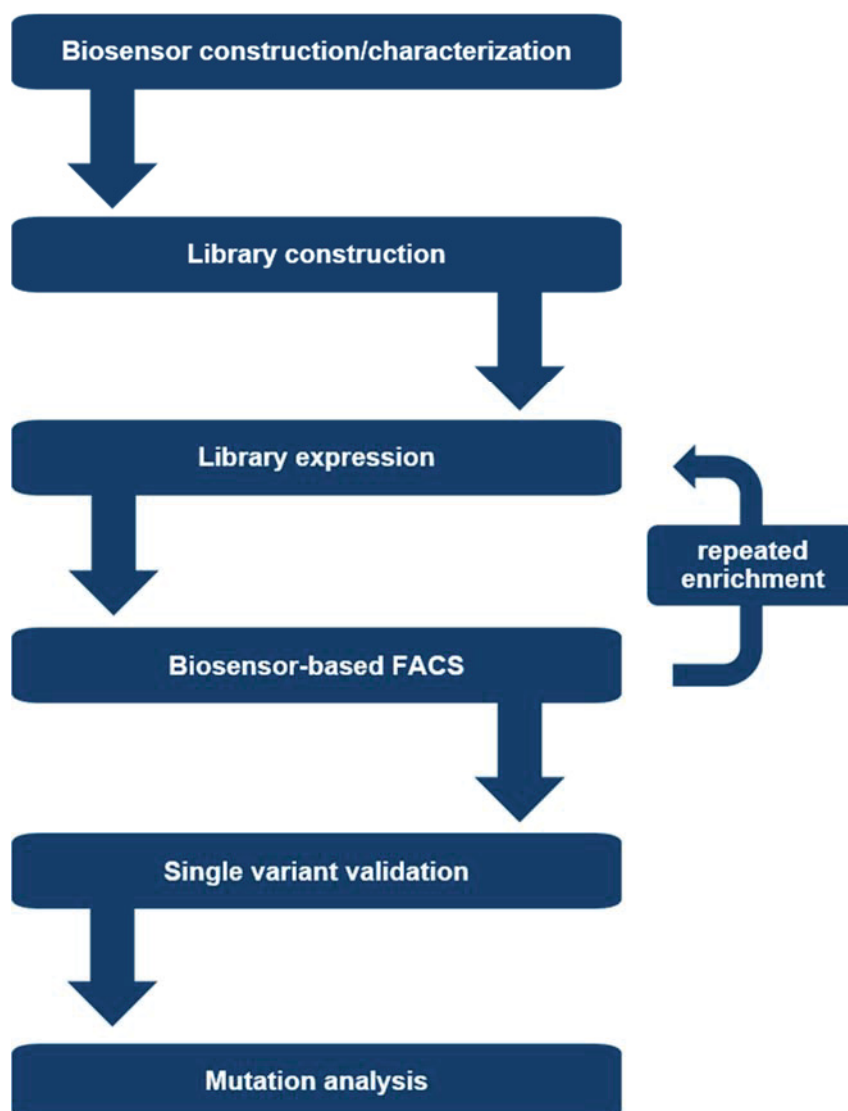 Biosensor construction/characterization
Library construction
Library expression
repeated
enrichment
Biosensor-based FACS
Single variant validation
Mutation analysis